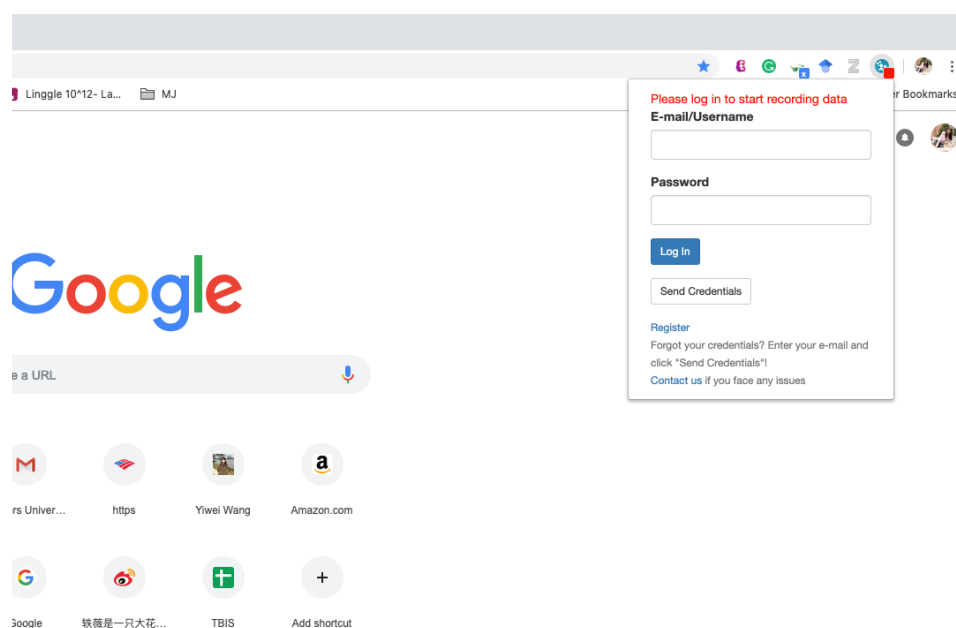 Linggle 10^12- La...
MJ
er Bookmarks
Please log in to start recording data
E-mail/Username
Password
Log In
Send Credentials
Register
Forgot your credentials? Enter your e-mail and
click "Send Credentials"!
Contact us if you face any issues
Google
e a URL
rs Univer...
https
Yiwei Wang
a
Amazon.com
Google
轶薇是一只大花...
TBIS
Add shortcut